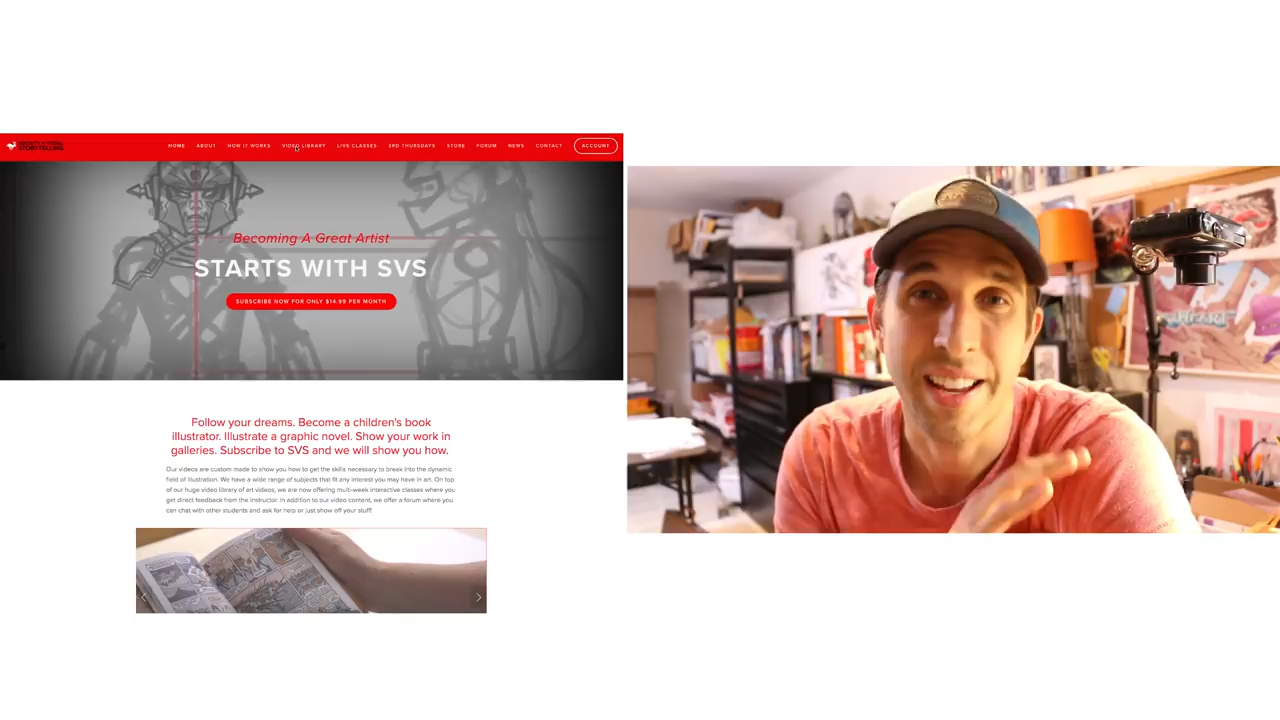 STORYTELLING
HOME ABOUT HOW IT WORKS VIDEO LIBRARY LIVE CLASSES 3RD THURSDAYS STORE FORUM NEWS CONTACT ACCOUNT
Becoming A Great Artist
STARTS WITH SVS
SUBSCRIBE NOW FOR ONLY $14.99 PER MONTH
Follow your dreams. Become a children's book
illustrator. Illustrate a graphic novel. Show your work in
galleries. Subscribe to SVS and we will show you how.
Our videos are custom made to show you how to get the skills necessary to break into the dynamic
field of illustration. We have a wide range of subjects that fit any interest you may have in art. On top
of our huge video library of art videos, we are now offering multi-week interactive classes where you
get direct feedback from the instructor. In addition to our video content, we offer a forum where you
can chat with other students and ask for help or just show off your stuff!